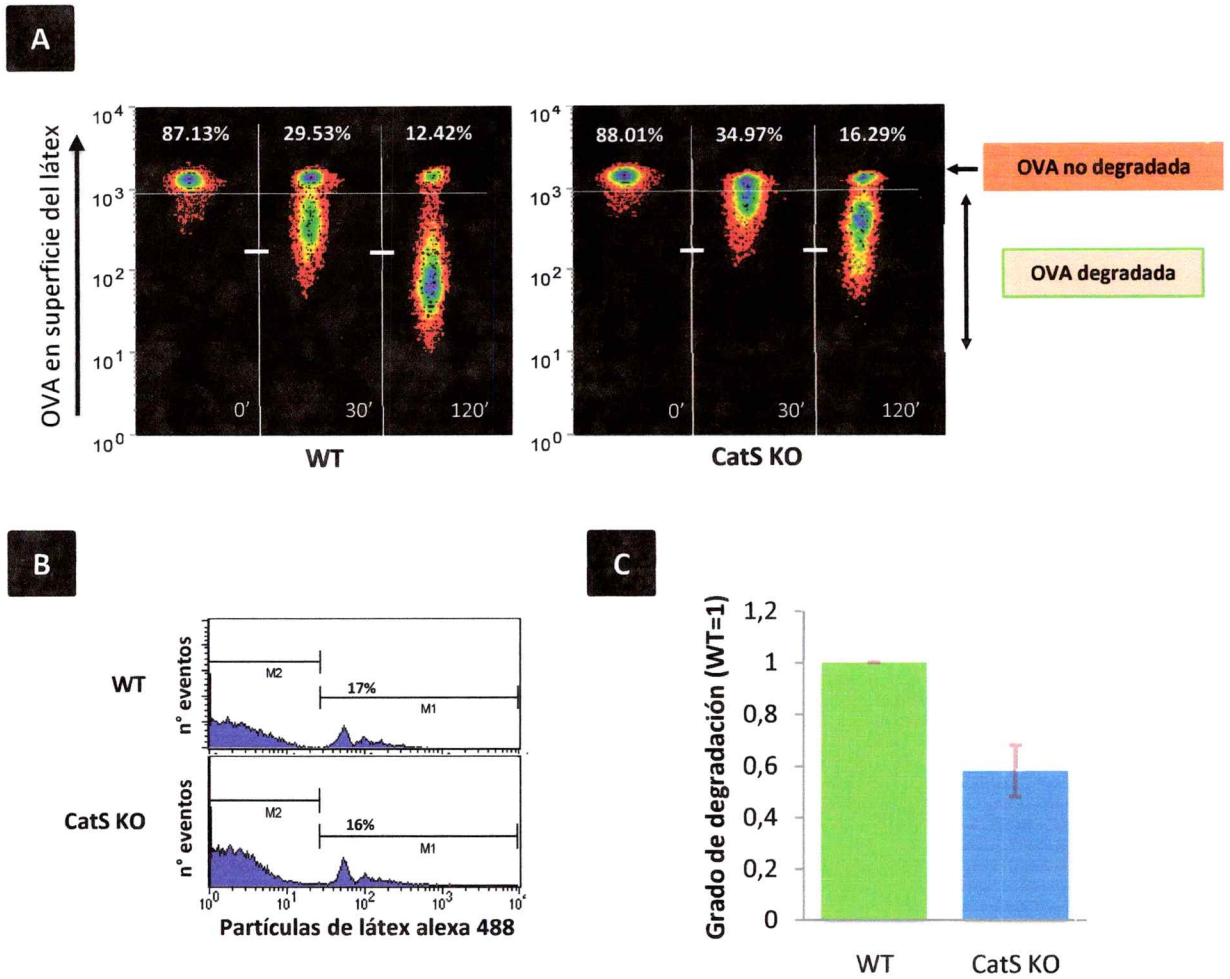 A
OVA en superficie del látex
10⁴
10³
10²
10¹
10⁰
87.13% 29.53% 12.42%
0' 30' 120'
WT
10⁴
10³
10²
10¹
10⁰
88.01% 34.97% 16.29%
0' 30' 120'
CatS KO
OVA no degradada
OVA degradada
B
WT
n° eventos
M2
17%
M1
CatS KO
n° eventos
M2
16%
M1
10⁰ 10¹ 10² 10³ 10⁴
Partículas de látex alexa 488
C
Grado de degradación (WT=1)
1,2
1
0,8
0,6
0,4
0,2
0
WT CatS KO